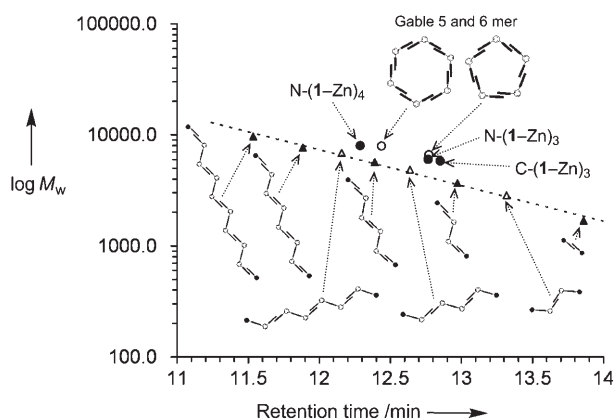 Gable 5 and 6 mer
100000.0
N-(1–Zn)4
10000.0
N-(1–Zn)3
C-(1–Zn)3
log Mw
1000.0
100.0
11 11.5 12 12.5 13 13.5 14
Retention time /min